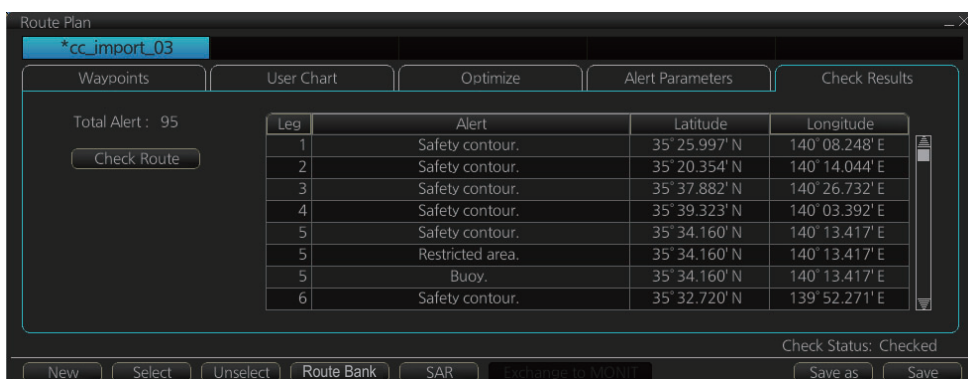 Route Plan
*cc_import_03
Waypoints User Chart Optimize Alert Parameters Check Results
Total Alert : 95
Check Route
Leg Alert Latitude Longitude
1 Safety contour. 35°25.997' N 140°08.248' E
2 Safety contour. 35°20.354' N 140°14.044' E
3 Safety contour. 35°37.882' N 140°26.732' E
4 Safety contour. 35°39.323' N 140°03.392' E
5 Safety contour. 35°34.160' N 140°13.417' E
5 Restricted area. 35°34.160' N 140°13.417' E
5 Buoy. 35°34.160' N 140°13.417' E
6 Safety contour. 35°32.720' N 139°52.271' E
Check Status: Checked
New Select Unselect Route Bank SAR Exchange to MONIT Save as Save